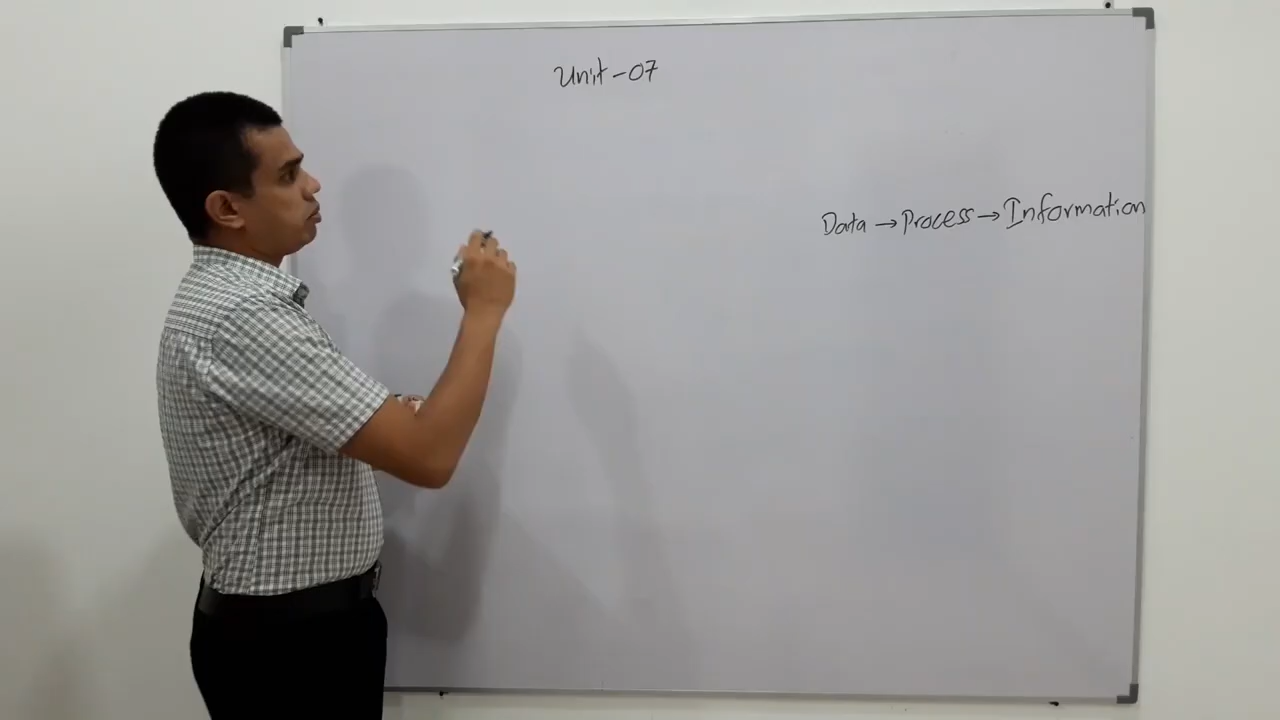 Unit-07
Data → Process → Information